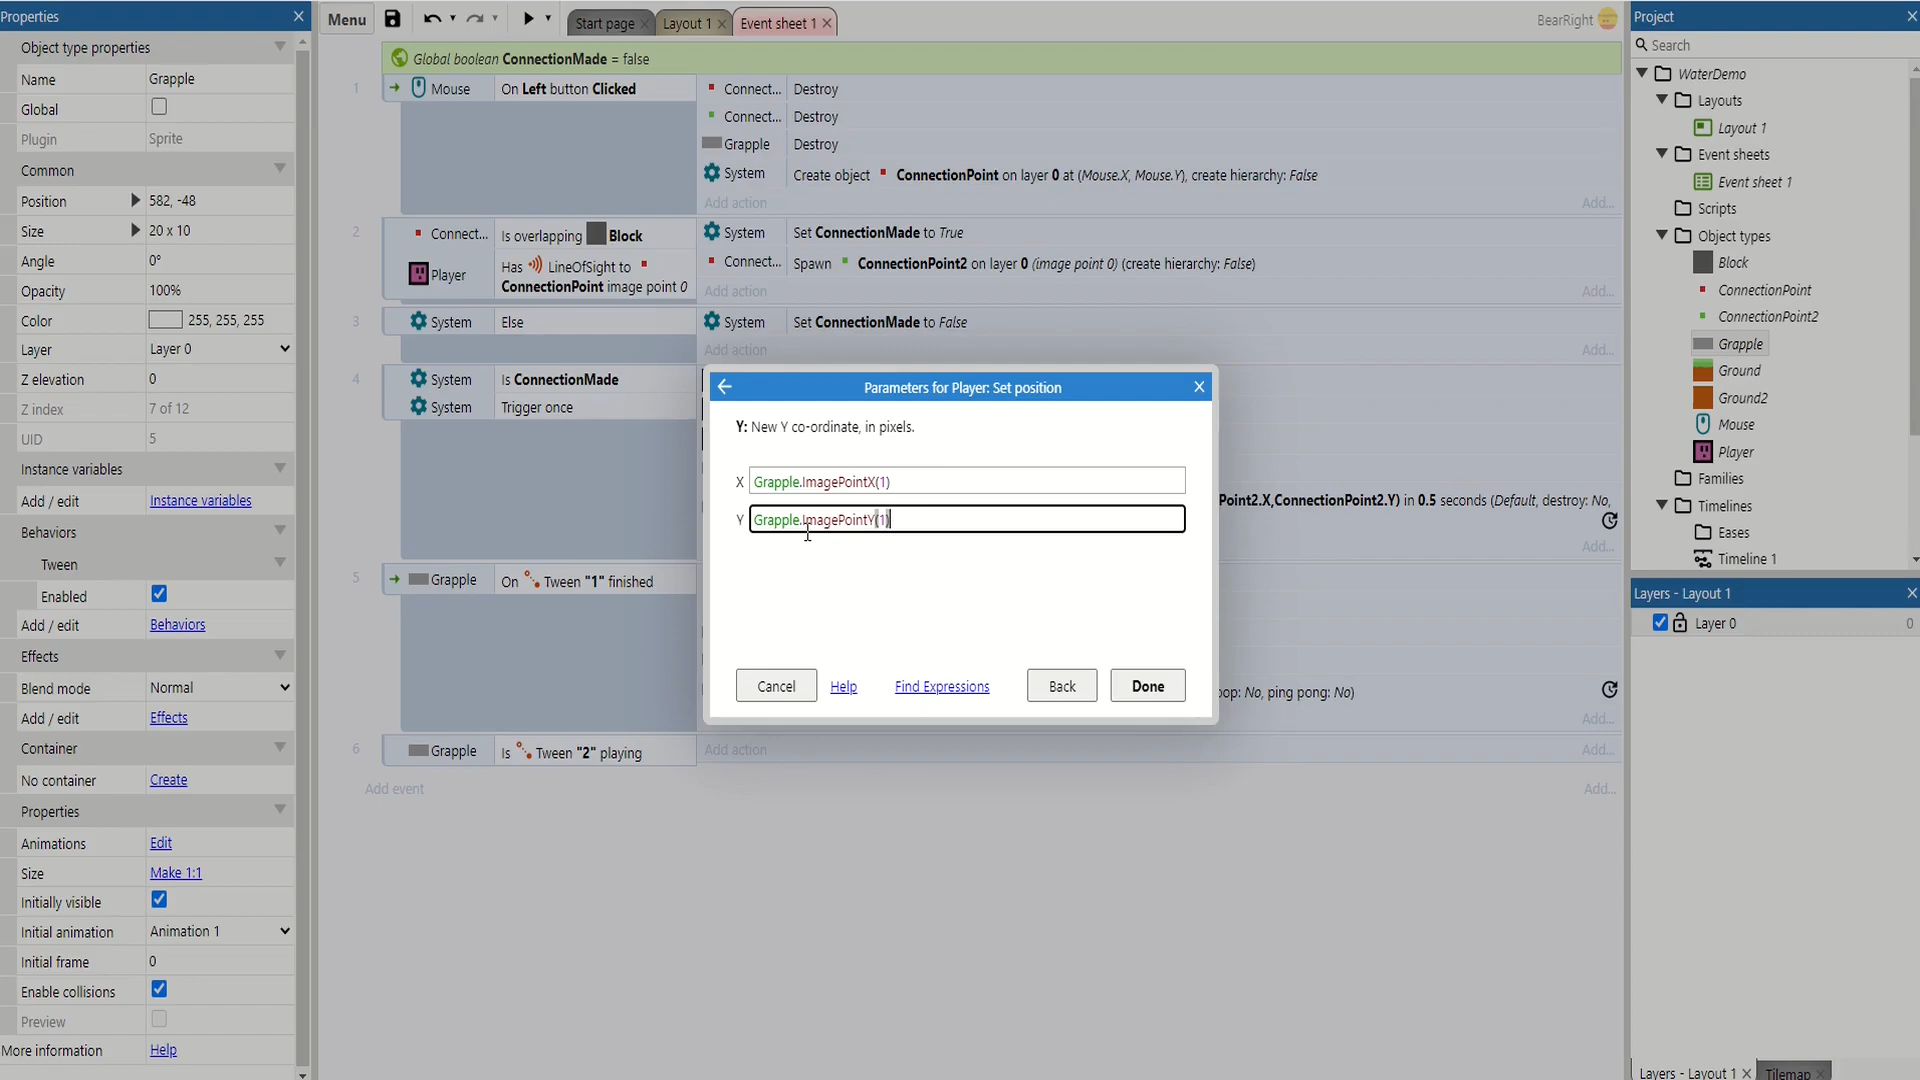 Properties
Menu
Start page
Layout 1
Event sheet 1
BearRight
Project
Object type properties
Name Grapple
Global
Plugin Sprite
Common
Position 582, -48
Size 20 x 10
Angle 0°
Opacity 100%
Color 255, 255, 255
Layer Layer 0
Z elevation 0
Z index 7 of 12
UID 5
Instance variables
Add / edit Instance variables
Behaviors
Tween
Enabled
Add / edit Behaviors
Effects
Blend mode Normal
Add / edit Effects
Container
No container Create
Properties
Animations Edit
Size Make 1:1
Initially visible
Initial animation Animation 1
Initial frame 0
Enable collisions
Preview
More information Help
Global boolean ConnectionMade = false
1 Mouse On Left button Clicked
Connect... Destroy
Connect... Destroy
Grapple Destroy
System Create object ConnectionPoint on layer 0 at (Mouse.X, Mouse.Y), create hierarchy: False
Add action Add...
2 Connect... Is overlapping Block
Player Has LineOfSight to
ConnectionPoint image point 0
System Set ConnectionMade to True
Connect... Spawn ConnectionPoint2 on layer 0 (image point 0) (create hierarchy: False)
Add action Add...
3 System Else
System Set ConnectionMade to False
Add action Add...
4 System Is ConnectionMade
System Trigger once
Point2.X,ConnectionPoint2.Y) in 0.5 seconds (Default, destroy: No,
Add...
5 Grapple On Tween "1" finished
oop: No, ping pong: No)
Add...
6 Grapple Is Tween "2" playing
Add action Add...
Add event Add...
Parameters for Player: Set position
Y: New Y co-ordinate, in pixels.
X Grapple.ImagePointX(1)
Y Grapple.ImagePointY(1)
Cancel
Help
Find Expressions
Back
Done
Search
WaterDemo
Layouts
Layout 1
Event sheets
Event sheet 1
Scripts
Object types
Block
ConnectionPoint
ConnectionPoint2
Grapple
Ground
Ground2
Mouse
Player
Families
Timelines
Eases
Timeline 1
Layers - Layout 1
Layer 0 0
Layers - Layout 1
Tilemap